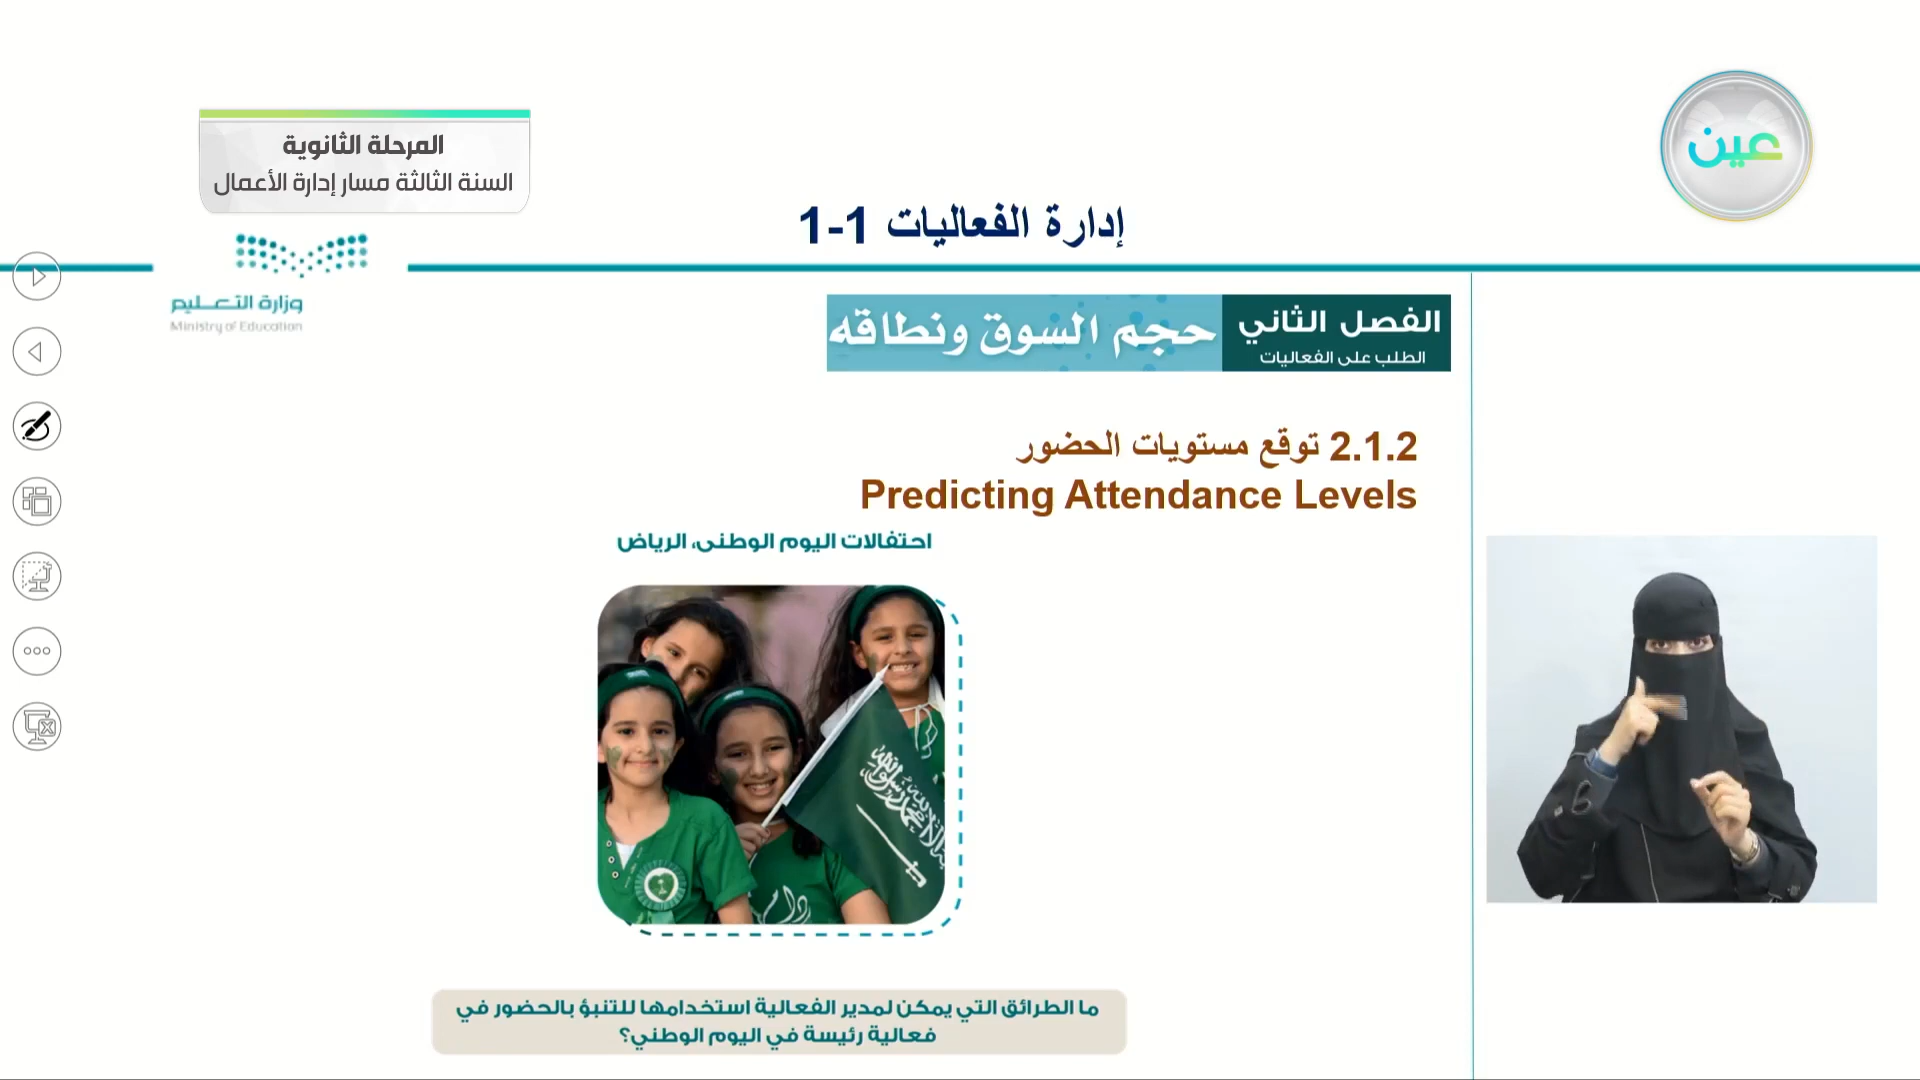 عين
المرحلة الثانوية
السنة الثالثة مسار إدارة الأعمال
إدارة الفعاليات 1-1
وزارة التعليم
Ministry of Education
الفصل الثاني
الطلب على الفعاليات
حجم السوق ونطاقه
2.1.2 توقع مستويات الحضور
Predicting Attendance Levels
احتفالات اليوم الوطني، الرياض
ما الطرائق التي يمكن لمدير الفعالية استخدامها للتنبؤ بالحضور في
فعالية رئيسة في اليوم الوطني؟